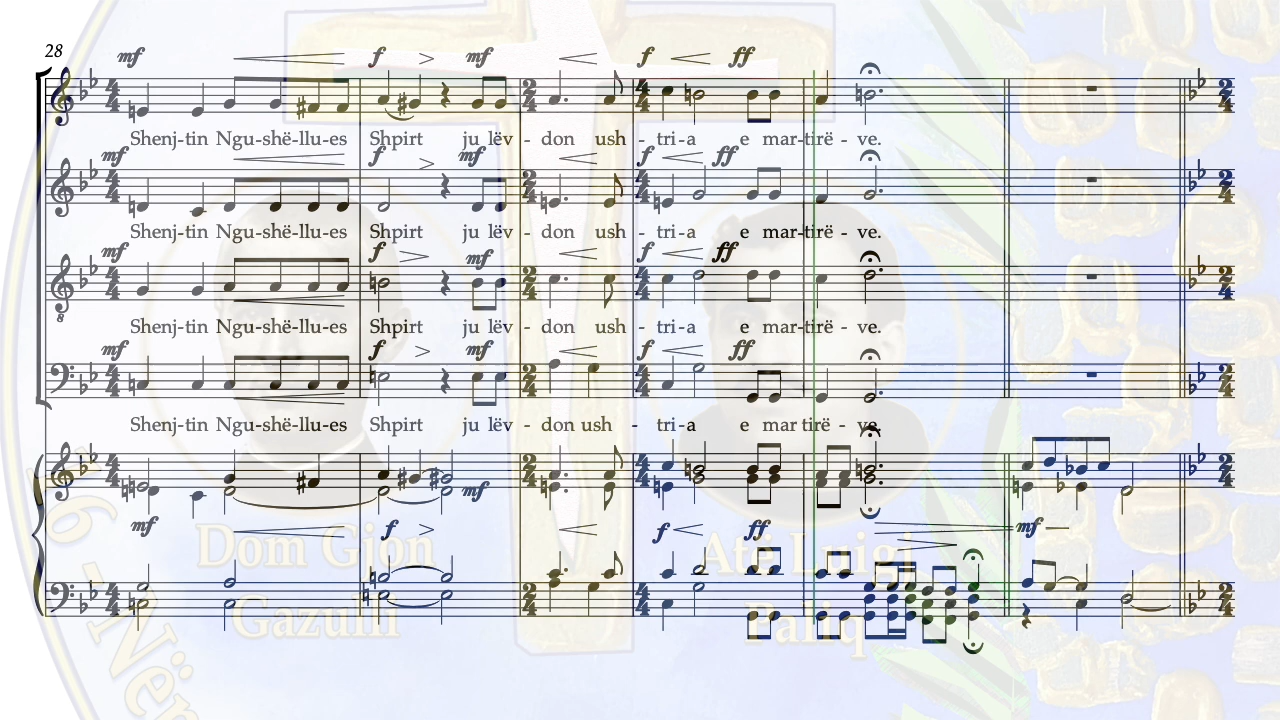 28
mf f mf f ff
Shenj-tin Ngu-shë-llu-es Shpirt ju lëv - don ush - tri-a e mar-tirë - ve.
mf f mf f ff
Shenj-tin Ngu-shë-llu-es Shpirt ju lëv - don ush - tri-a e mar-tirë - ve.
mf f mf f ff
Shenj-tin Ngu-shë-llu-es Shpirt ju lëv - don ush - tri-a e mar-tirë - ve.
8
mf f mf f ff
Shenj-tin Ngu-shë-llu-es Shpirt ju lëv - don ush - tri-a e mar tirë - ve.
mf
mf f f ff mf
Dom Gjon
Gazulli
Atë Luigj
Paliq
6 - Nën